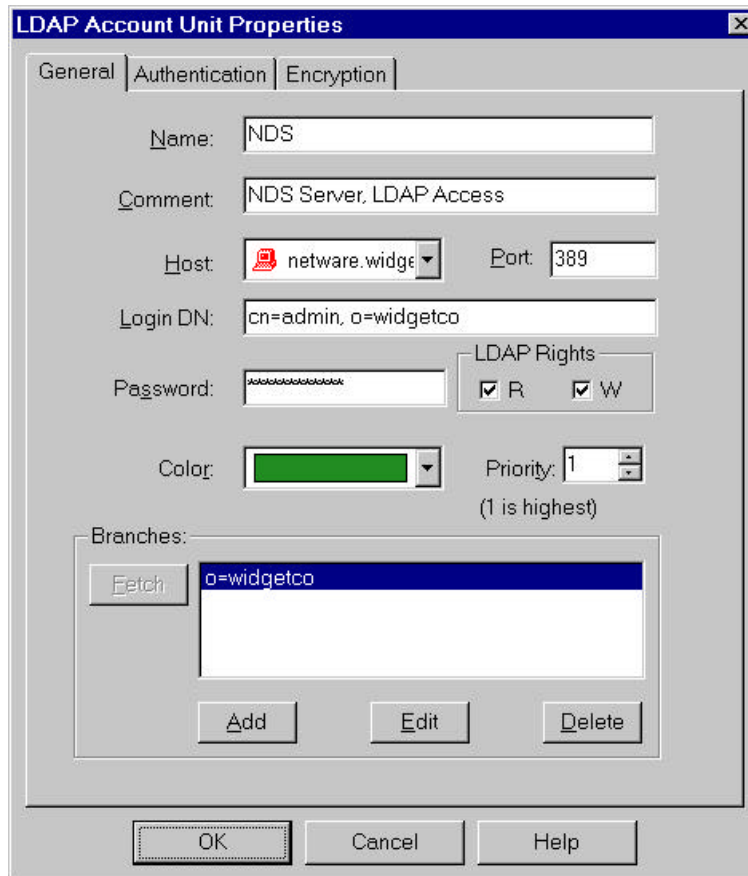 LDAP Account Unit Properties
General Authentication Encryption
Name: NDS
Comment: NDS Server, LDAP Access
Host: netware.widge Port: 389
Login DN: cn=admin, o=widgetco
LDAP Rights
Password: ************* R W
Color: Priority: 1
(1 is highest)
Branches:
Fetch o=widgetco
Add Edit Delete
OK Cancel Help